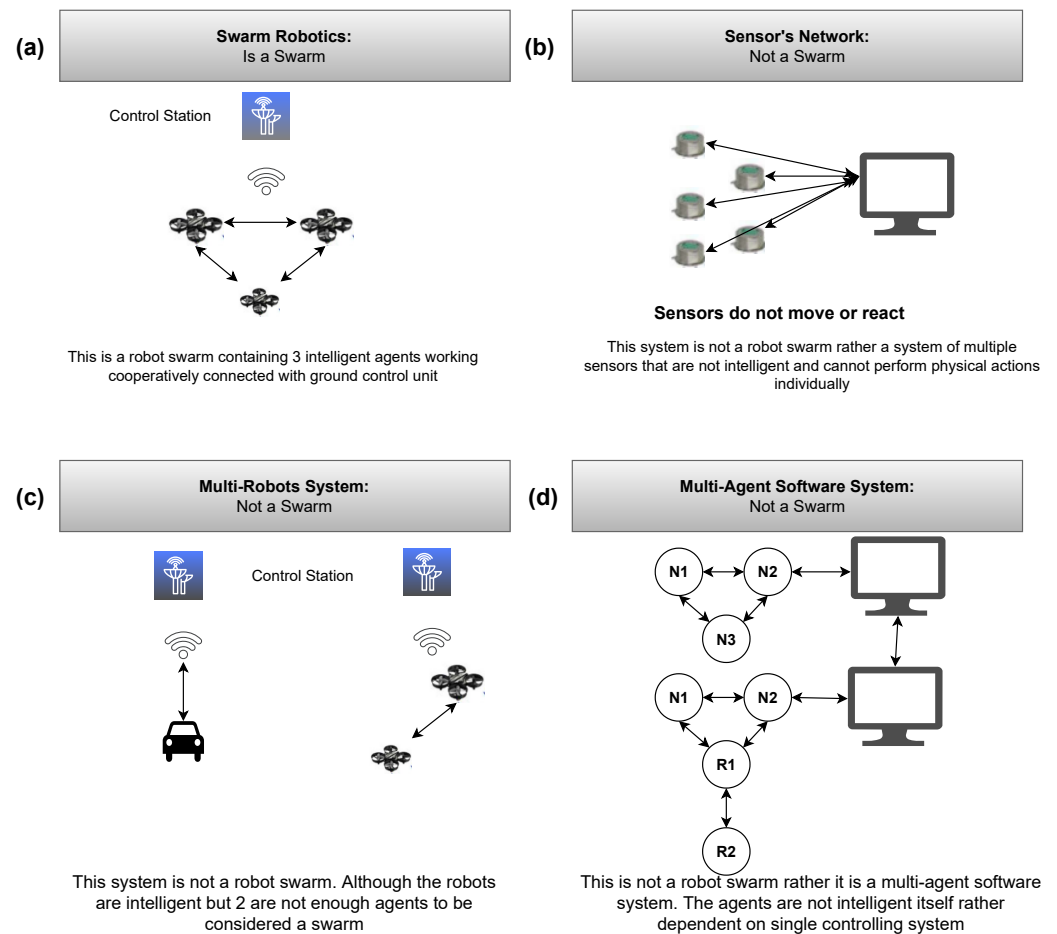 (a)
Swarm Robotics:
Is a Swarm
Control Station
This is a robot swarm containing 3 intelligent agents working
cooperatively connected with ground control unit
(b)
Sensor's Network:
Not a Swarm
Sensors do not move or react
This system is not a robot swarm rather a system of multiple
sensors that are not intelligent and cannot perform physical actions
individually
(c)
Multi-Robots System:
Not a Swarm
Control Station
This system is not a robot swarm. Although the robots
are intelligent but 2 are not enough agents to be
considered a swarm
(d)
Multi-Agent Software System:
Not a Swarm
N1
N2
N3
N1
N2
R1
R2
This is not a robot swarm rather it is a multi-agent software
system. The agents are not intelligent itself rather
dependent on single controlling system